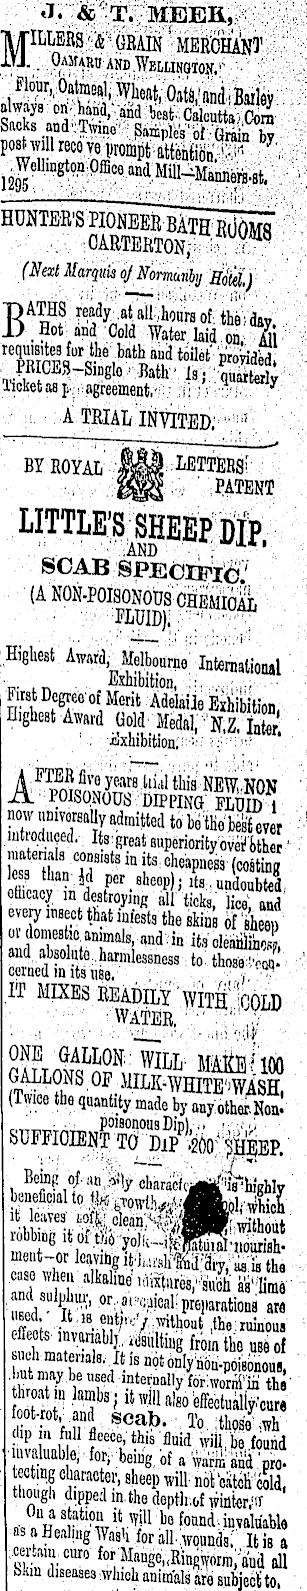 J. & T. MEEK,
MILLERS & GRAIN MERCHANT
OAMARU AND WELLINGTON.
Flour, Oatmeal, Wheat, Oats, and Barley
always on hand, and best Calcutta Corn
Sacks and Twine Samples of Grain by
post will rece ve prompt attention.
Wellington Office and Mill—Manners-st.
1295
HUNTER'S PIONEER BATH ROOMS
CARTERTON,
(Next Marquis of Normanby Hotel.)
BATHS ready at all hours of the day.
Hot and Cold Water laid on. All
requisites for the bath and toilet provided.
PRICES—Single Bath 1s; quarterly
Ticket as p agreement.
A TRIAL INVITED.
BY ROYAL LETTERS
PATENT
LITTLE'S SHEEP DIP,
AND
SCAB SPECIFIC.
(A NON-POISONOUS CHEMICAL
FLUID).
Highest Award, Melbourne International
Exhibition,
First Degree of Merit Adelaide Exhibition,
Highest Award Gold Medal, N.Z. Inter.
Exhibition.
AFTER five years trial this NEW NON
POISONOUS DIPPING FLUID i
now universally admitted to be the best ever
introduced. Its great superiority over other
materials consists in its cheapness (costing
less than ½d per sheep); its undoubted
efficacy in destroying all ticks, lice, and
every insect that infests the skins of sheep
or domestic animals, and in its cleanliness,
and absolute harmlessness to those con-
cerned in its use.
IT MIXES READILY WITH COLD
WATER.
ONE GALLON WILL MAKE 100
GALLONS OF MILK-WHITE WASH,
(Twice the quantity made by any other Non-
poisonous Dip),
SUFFICIENT TO DIP 200 SHEEP.
Being of an oily is highly
beneficial to the growth which
it leaves soft clean without
robbing it of the yolk—its natural nourish-
ment—or leaving it harsh and dry, as is the
case when alkaline mixtures, such as lime
and sulphur, or arsenical preparations are
used. It is entirely without the ruinous
effects invariably resulting from the use of
such materials. It is not only non-poisonous,
but may be used internally for worm in the
throat in lambs; it will also effectually cure
foot-rot, and scab. To those wh
dip in full fleece, this fluid will be found
invaluable, for, being of a warm and pro-
tecting character, sheep will not catch cold,
though dipped in the depth of winter.
On a station it will be found invaluable
as a Healing Wash for all wounds. It is a
certain cure for Mange, Ringworm, and all
Skin diseases which animals are subject to.